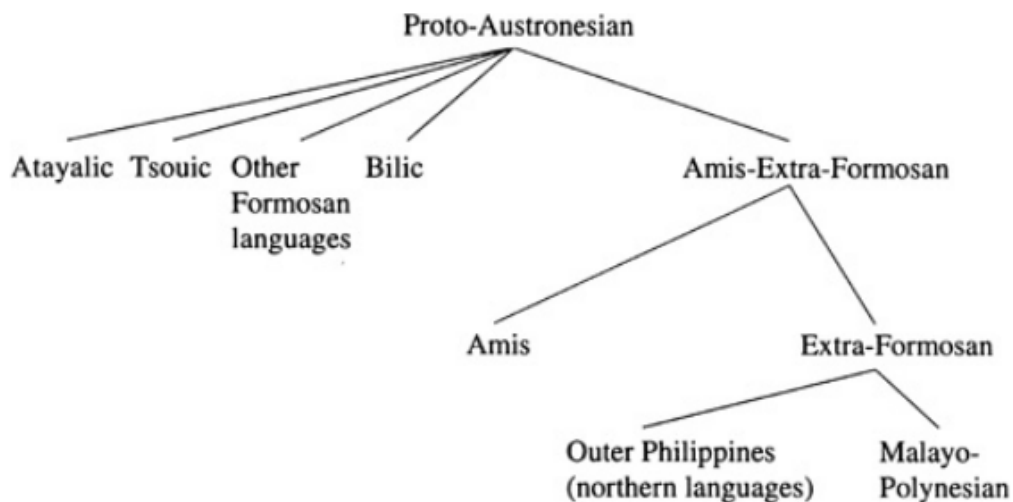 Proto-Austronesian
Atayalic Tsouic Other Formosan languages Bilic Amis-Extra-Formosan
Amis Extra-Formosan
Outer Philippines (northern languages) Malayo-Polynesian